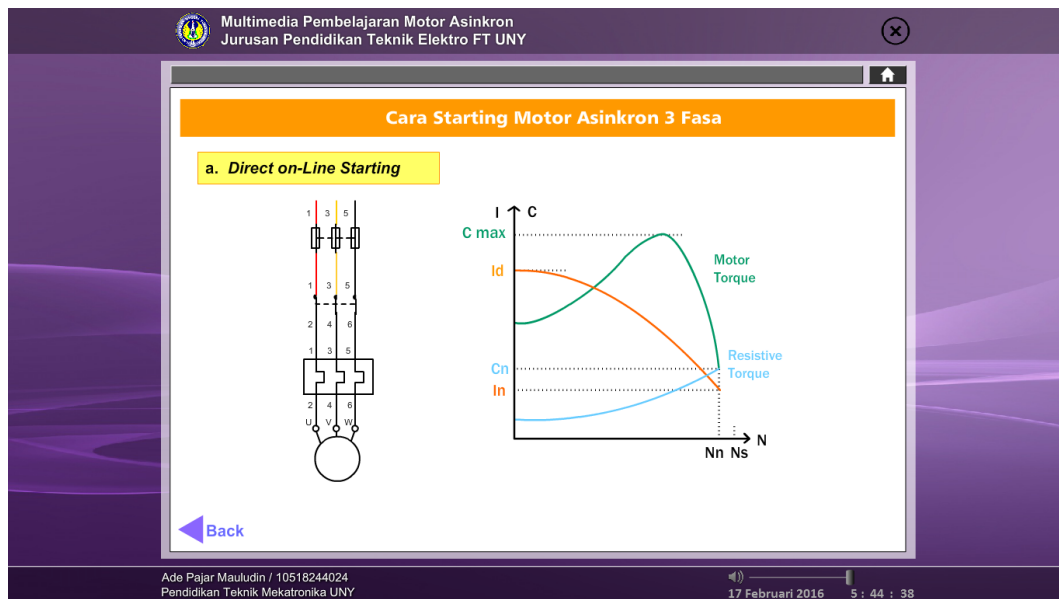 Multimedia Pembelajaran Motor Asinkron
Jurusan Pendidikan Teknik Elektro FT UNY
Cara Starting Motor Asinkron 3 Fasa
a. Direct on-Line Starting
1 3 5
1 3 5
2 4 6
1 3 5
2 4 6
U V W
I C
C max
Id
Motor
Torque
Cn
Resistive
Torque
In
N
Nn Ns
Back
Ade Pajar Mauludin / 10518244024
Pendidikan Teknik Mekatronika UNY
17 Februari 2016 5 : 44 : 38